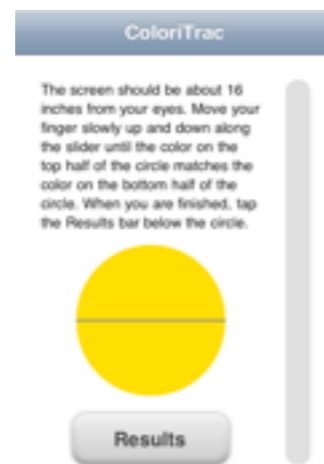 ColoriTrac
The screen should be about 16
inches from your eyes. Move your
finger slowly up and down along
the slider until the color on the
top half of the circle matches the
color on the bottom half of the
circle. When you are finished, tap
the Results bar below the circle.
Results